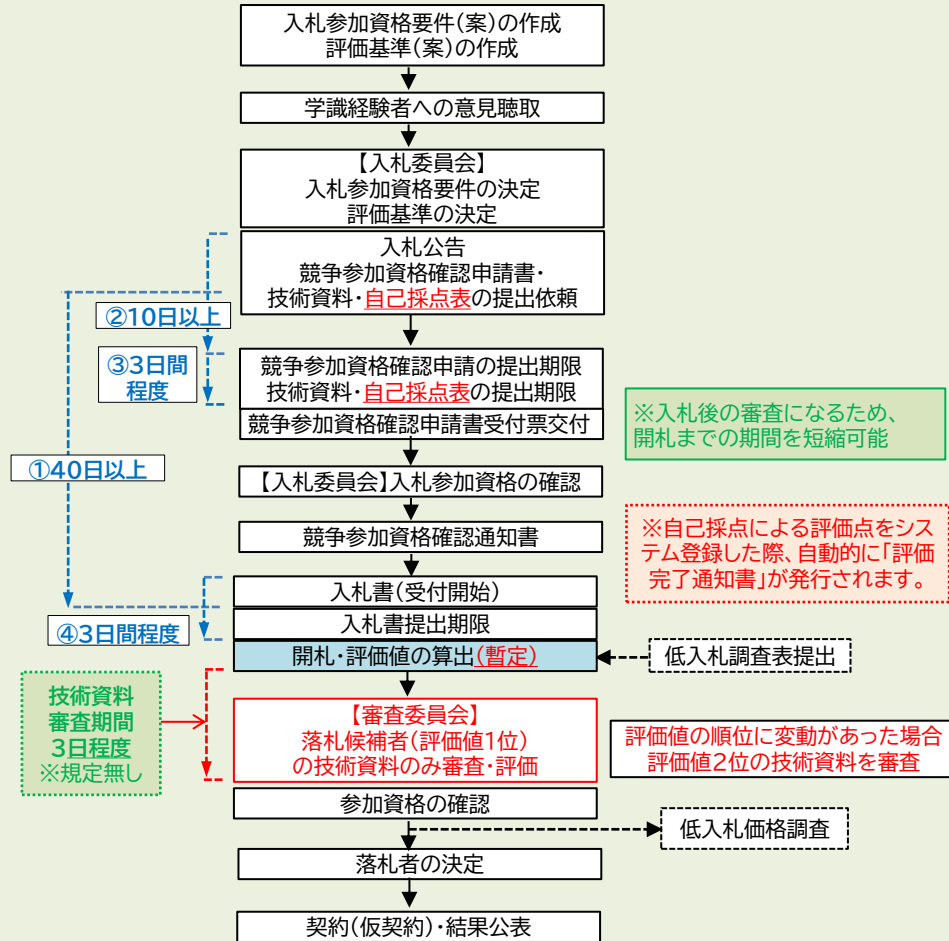 入札参加資格要件(案)の作成
評価基準(案)の作成
学識経験者への意見聴取
【入札委員会】
入札参加資格要件の決定
評価基準の決定
入札公告
競争参加資格確認申請書・
技術資料・自己採点表の提出依頼
②10日以上
③3日間
程度
競争参加資格確認申請の提出期限
技術資料・自己採点表の提出期限
競争参加資格確認申請書受付票交付
※入札後の審査になるため、
開札までの期間を短縮可能
①40日以上
【入札委員会】入札参加資格の確認
競争参加資格確認通知書
※自己採点による評価点をシス
テム登録した際、自動的に「評価
完了通知書」が発行されます。
入札書(受付開始)
入札書提出期限
④3日間程度
開札・評価値の算出(暫定)
低入札調査表提出
技術資料
審査期間
3日程度
※規定無し
【審査委員会】
落札候補者(評価値1位)
の技術資料のみ審査・評価
評価値の順位に変動があった場合
評価値2位の技術資料を審査
参加資格の確認
低入札価格調査
落札者の決定
契約(仮契約)・結果公表